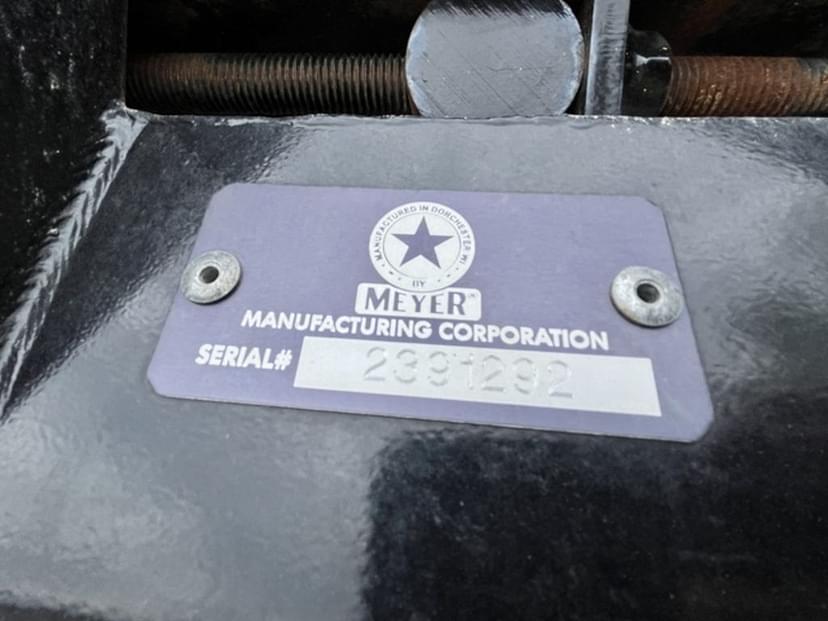 MANUFACTURED IN DORCHESTER WI
BY
MEYER
MANUFACTURING CORPORATION
SERIAL# 2391292